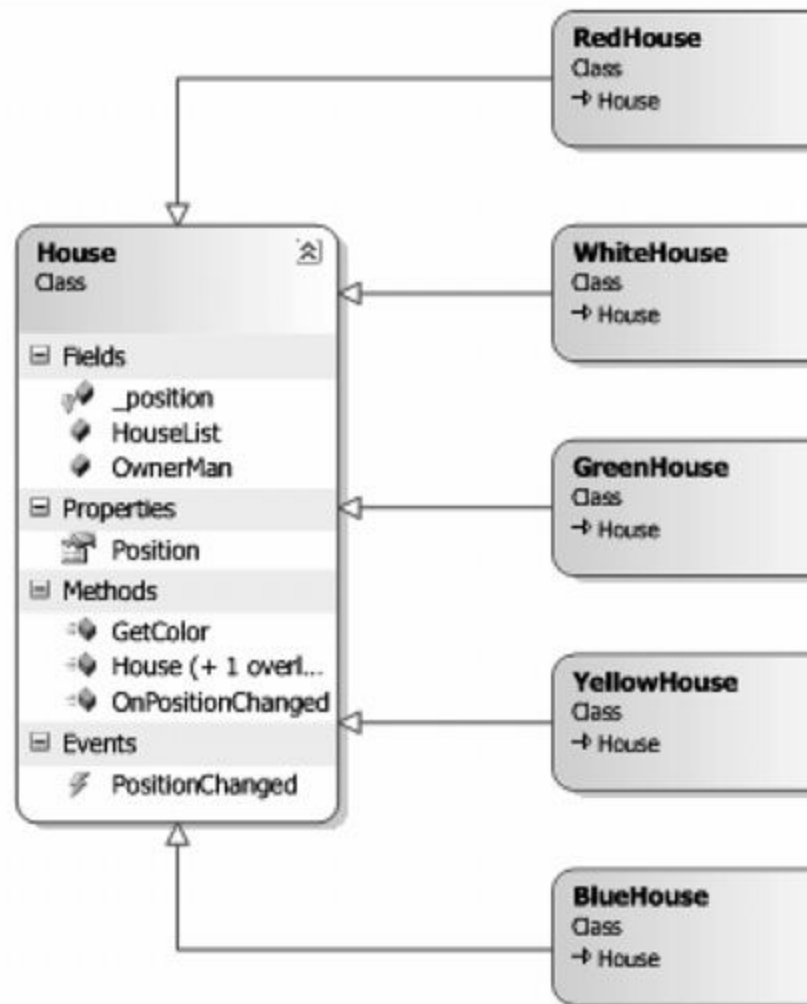 RedHouse
Class
House
House
Class
Fields
_position
HouseList
OwnerMan
Properties
Position
Methods
GetColor
House (+ 1 overl...
OnPositionChanged
Events
PositionChanged
WhiteHouse
Class
House
GreenHouse
Class
House
YellowHouse
Class
House
BlueHouse
Class
House